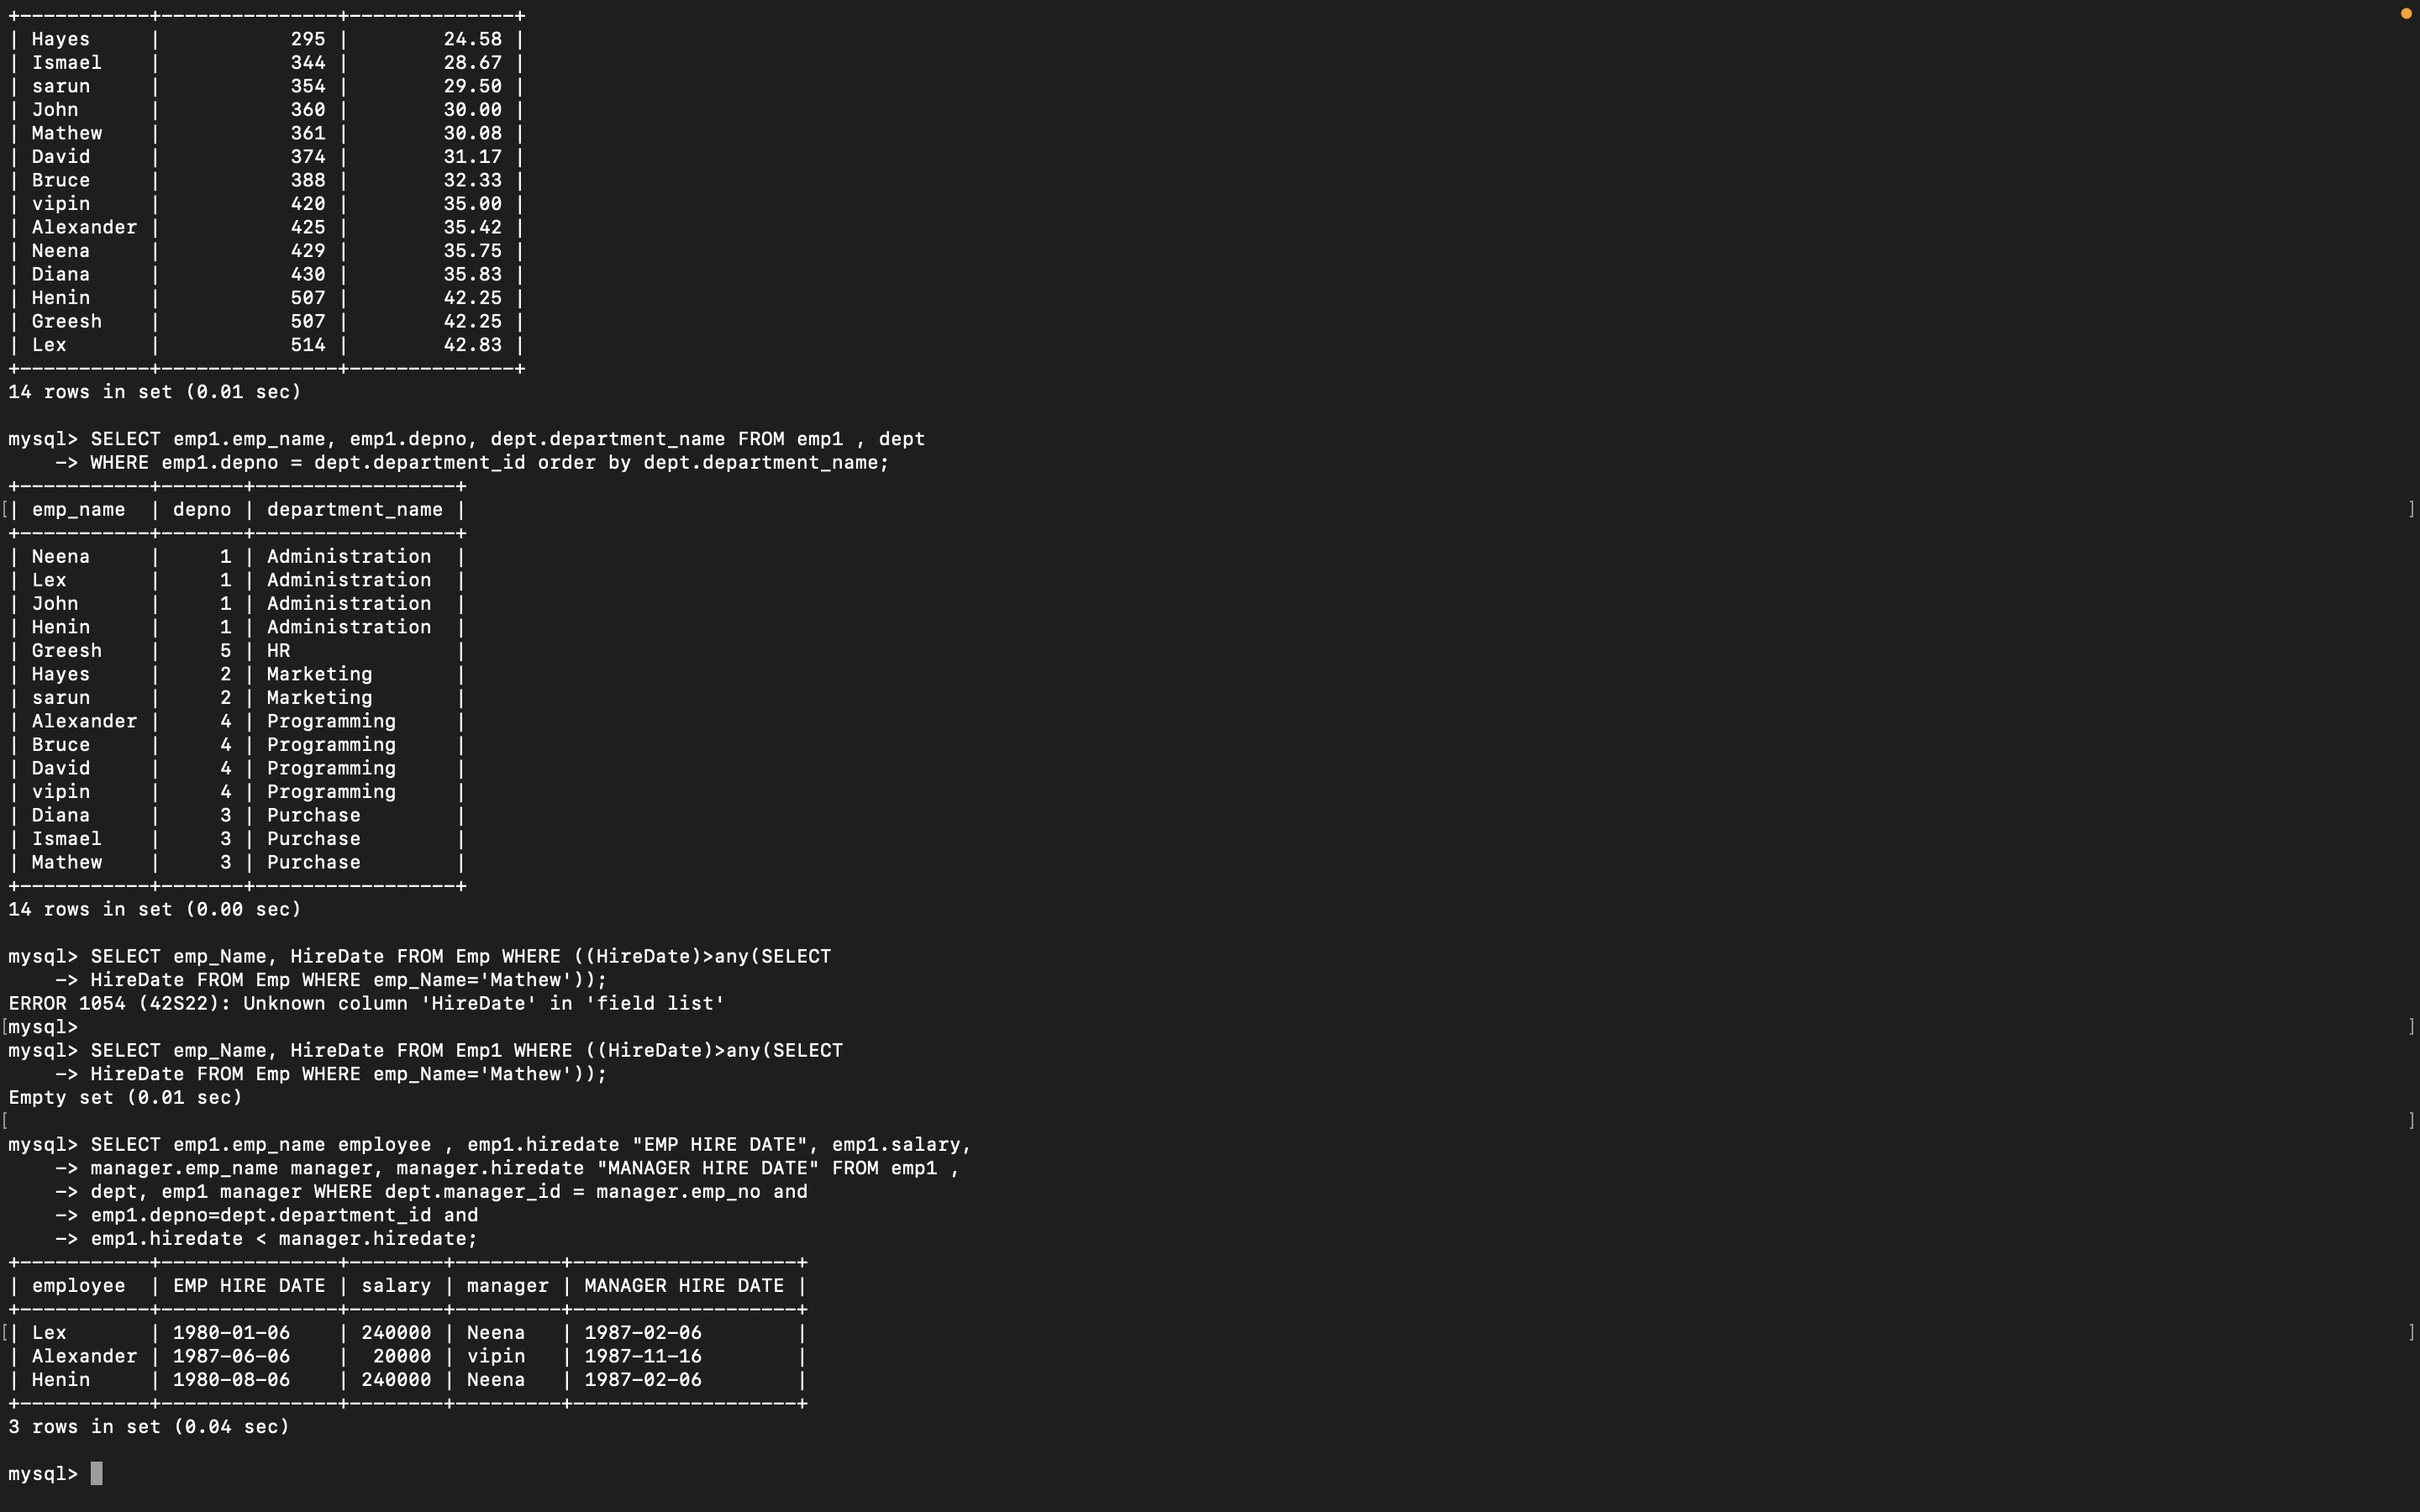 +-----------+---------------+--------------+
| Hayes     |           295 |        24.58 |
| Ismael    |           344 |        28.67 |
| sarun     |           354 |        29.50 |
| John      |           360 |        30.00 |
| Mathew    |           361 |        30.08 |
| David     |           374 |        31.17 |
| Bruce     |           388 |        32.33 |
| vipin     |           420 |        35.00 |
| Alexander |           425 |        35.42 |
| Neena     |           429 |        35.75 |
| Diana     |           430 |        35.83 |
| Henin     |           507 |        42.25 |
| Greesh    |           507 |        42.25 |
| Lex       |           514 |        42.83 |
+-----------+---------------+--------------+
14 rows in set (0.01 sec)

mysql> SELECT emp1.emp_name, emp1.depno, dept.department_name FROM emp1 , dept
    -> WHERE emp1.depno = dept.department_id order by dept.department_name;
+-----------+-------+-----------------+
[| emp_name  | depno | department_name | ]
+-----------+-------+-----------------+
| Neena     |     1 | Administration  |
| Lex       |     1 | Administration  |
| John      |     1 | Administration  |
| Henin     |     1 | Administration  |
| Greesh    |     5 | HR              |
| Hayes     |     2 | Marketing       |
| sarun     |     2 | Marketing       |
| Alexander |     4 | Programming     |
| Bruce     |     4 | Programming     |
| David     |     4 | Programming     |
| vipin     |     4 | Programming     |
| Diana     |     3 | Purchase        |
| Ismael    |     3 | Purchase        |
| Mathew    |     3 | Purchase        |
+-----------+-------+-----------------+
14 rows in set (0.00 sec)

mysql> SELECT emp_Name, HireDate FROM Emp WHERE ((HireDate)>any(SELECT
    -> HireDate FROM Emp WHERE emp_Name='Mathew'));
ERROR 1054 (42S22): Unknown column 'HireDate' in 'field list'
[mysql> ]
mysql> SELECT emp_Name, HireDate FROM Emp1 WHERE ((HireDate)>any(SELECT
    -> HireDate FROM Emp WHERE emp_Name='Mathew'));
Empty set (0.01 sec)
[ ]
mysql> SELECT emp1.emp_name employee , emp1.hiredate "EMP HIRE DATE", emp1.salary,
    -> manager.emp_name manager, manager.hiredate "MANAGER HIRE DATE" FROM emp1 ,
    -> dept, emp1 manager WHERE dept.manager_id = manager.emp_no and
    -> emp1.depno=dept.department_id and
    -> emp1.hiredate < manager.hiredate;
+-----------+---------------+--------+---------+-------------------+
| employee  | EMP HIRE DATE | salary | manager | MANAGER HIRE DATE |
+-----------+---------------+--------+---------+-------------------+
[| Lex       | 1980-01-06    | 240000 | Neena   | 1987-02-06        | ]
| Alexander | 1987-06-06    |  20000 | vipin   | 1987-11-16        |
| Henin     | 1980-08-06    | 240000 | Neena   | 1987-02-06        |
+-----------+---------------+--------+---------+-------------------+
3 rows in set (0.04 sec)

mysql>